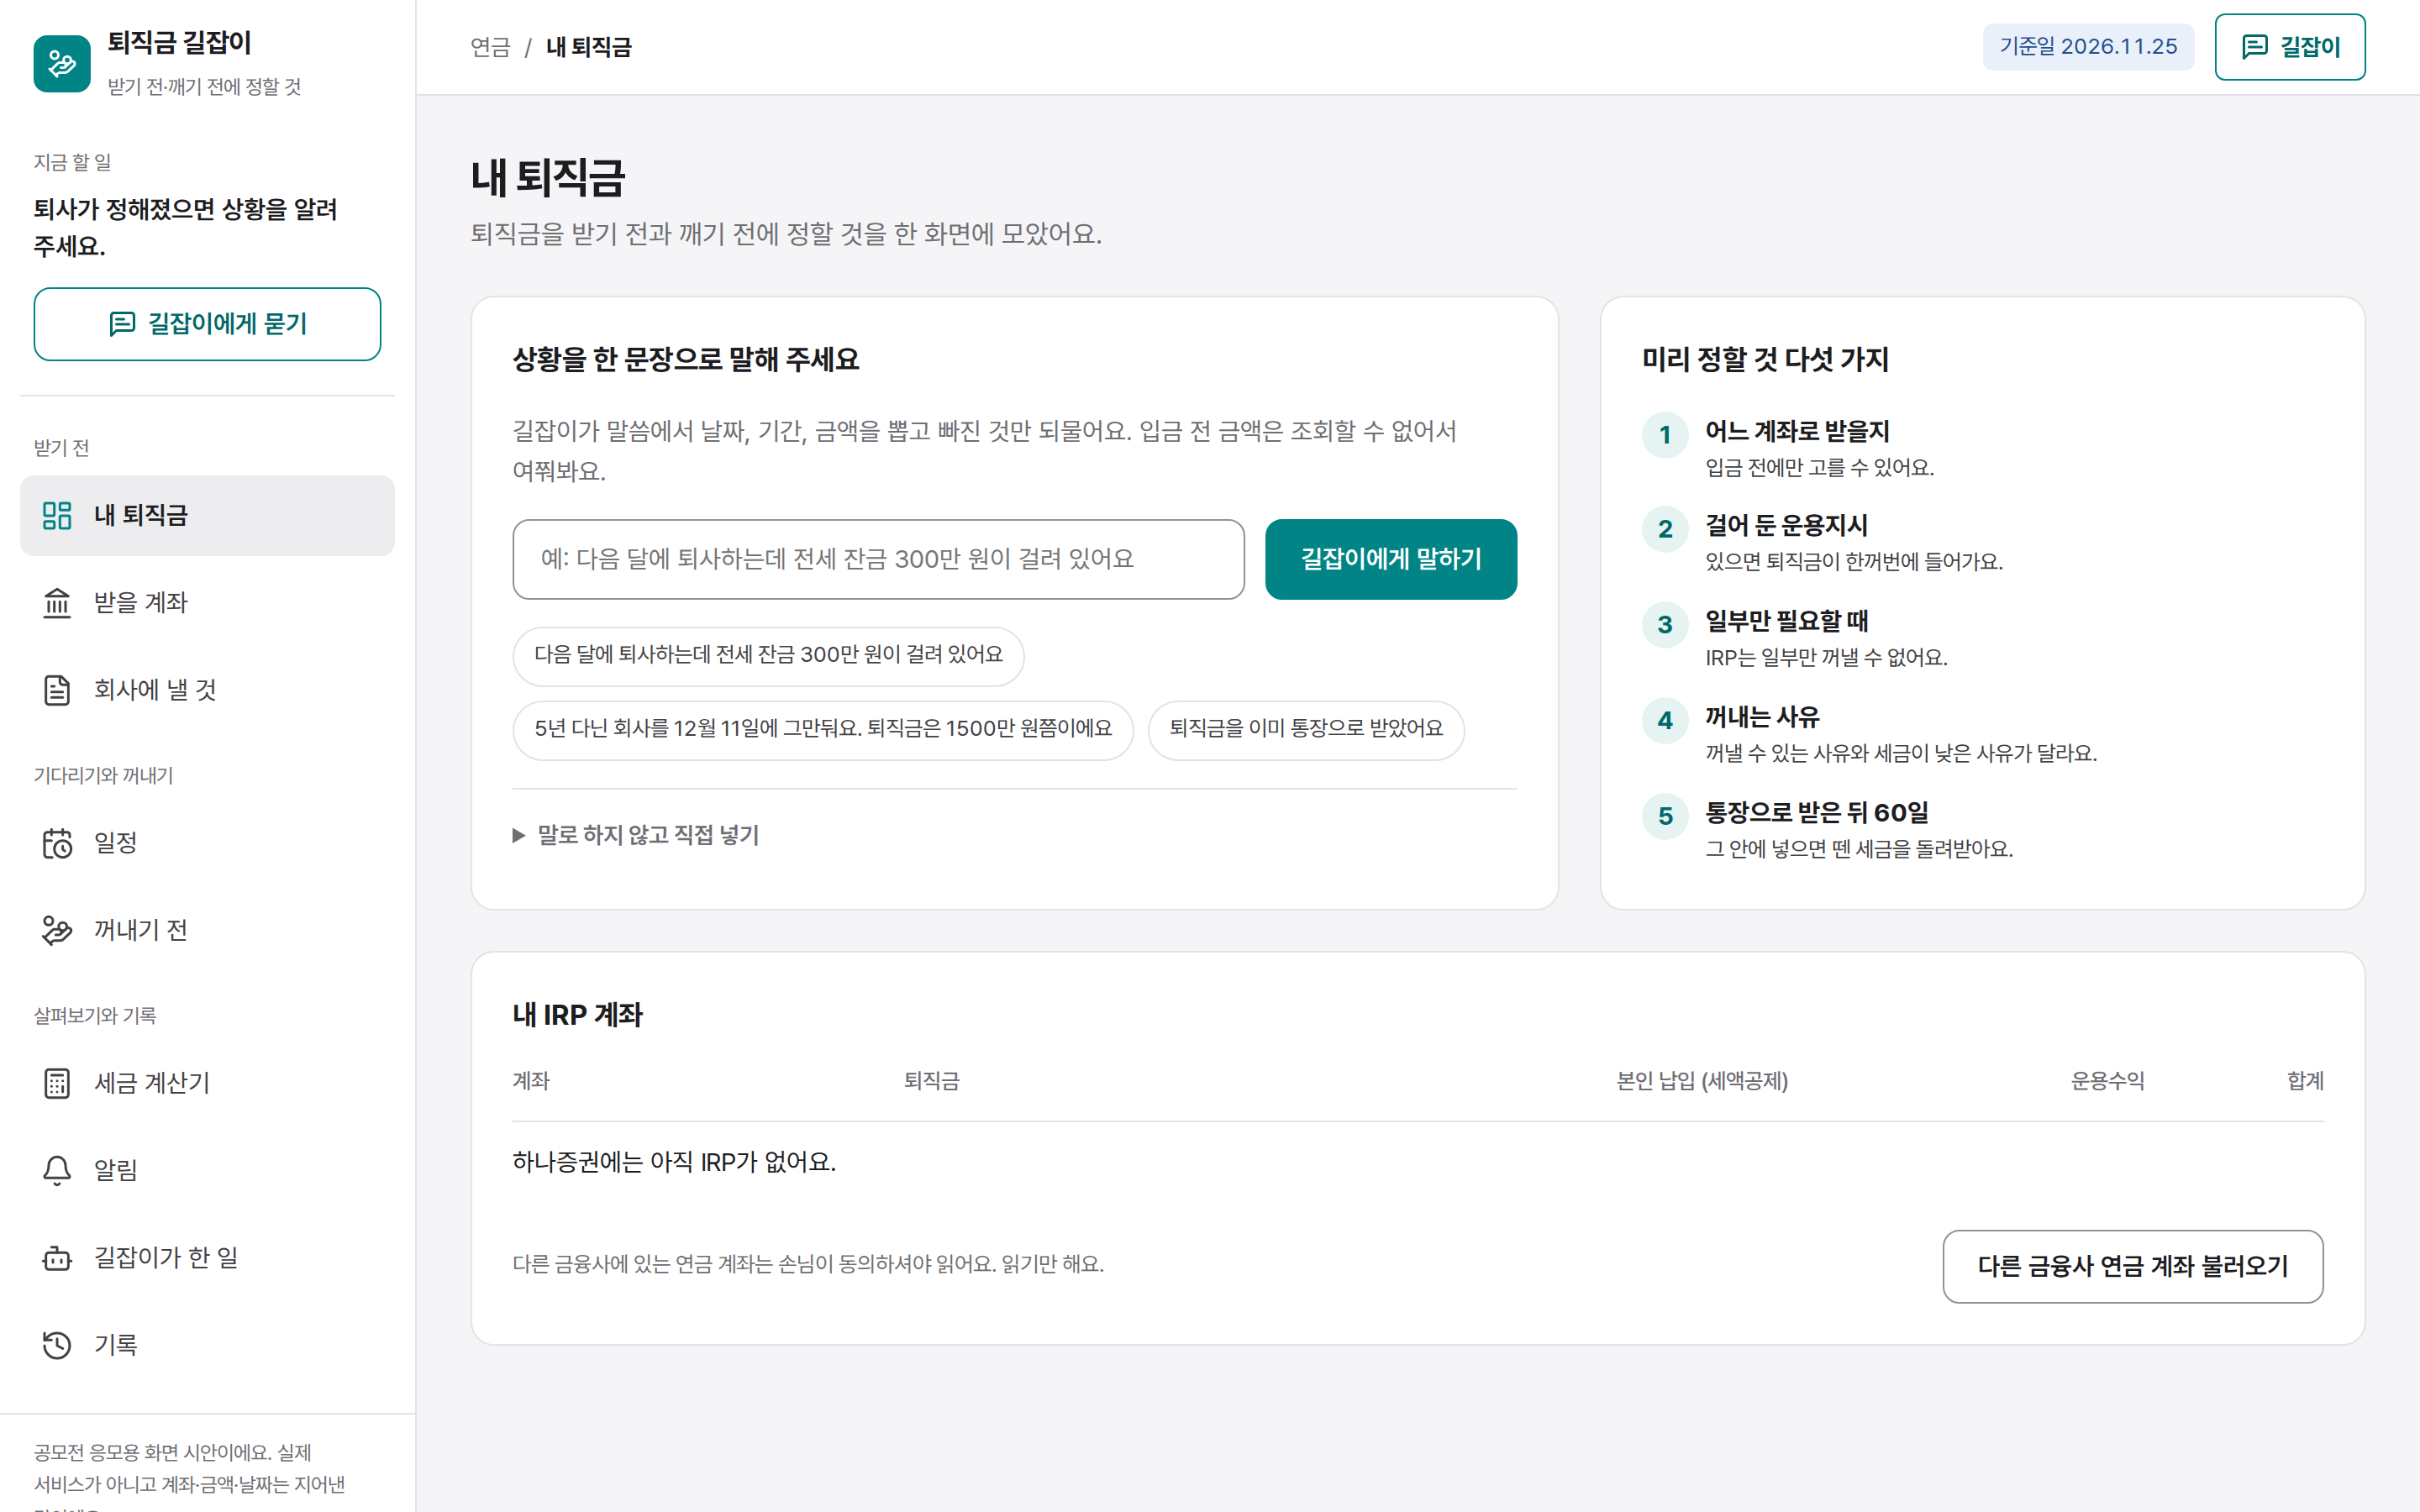 퇴직금 길잡이
받기 전·깨기 전에 정할 것
지금 할 일
퇴사가 정해졌으면 상황을 알려
주세요.
길잡이에게 묻기
받기 전
내 퇴직금
받을 계좌
회사에 낼 것
기다리기와 꺼내기
일정
꺼내기 전
살펴보기와 기록
세금 계산기
알림
길잡이가 한 일
기록
공모전 응모용 화면 시안이에요. 실제
서비스가 아니고 계좌·금액·날짜는 지어낸
연금 / 내 퇴직금
기준일 2026.11.25
길잡이
내 퇴직금
퇴직금을 받기 전과 깨기 전에 정할 것을 한 화면에 모았어요.
상황을 한 문장으로 말해 주세요
길잡이가 말씀에서 날짜, 기간, 금액을 뽑고 빠진 것만 되물어요. 입금 전 금액은 조회할 수 없어서
여쭤봐요.
예: 다음 달에 퇴사하는데 전세 잔금 300만 원이 걸려 있어요
길잡이에게 말하기
다음 달에 퇴사하는데 전세 잔금 300만 원이 걸려 있어요
5년 다닌 회사를 12월 11일에 그만둬요. 퇴직금은 1500만 원쯤이에요
퇴직금을 이미 통장으로 받았어요
▶ 말로 하지 않고 직접 넣기
미리 정할 것 다섯 가지
1 어느 계좌로 받을지
입금 전에만 고를 수 있어요.
2 걸어 둔 운용지시
있으면 퇴직금이 한꺼번에 들어가요.
3 일부만 필요할 때
IRP는 일부만 꺼낼 수 없어요.
4 꺼내는 사유
꺼낼 수 있는 사유와 세금이 낮은 사유가 달라요.
5 통장으로 받은 뒤 60일
그 안에 넣으면 뗀 세금을 돌려받아요.
내 IRP 계좌
계좌 퇴직금 본인 납입 (세액공제) 운용수익 합계
하나증권에는 아직 IRP가 없어요.
다른 금융사에 있는 연금 계좌는 손님이 동의하셔야 읽어요. 읽기만 해요.
다른 금융사 연금 계좌 불러오기